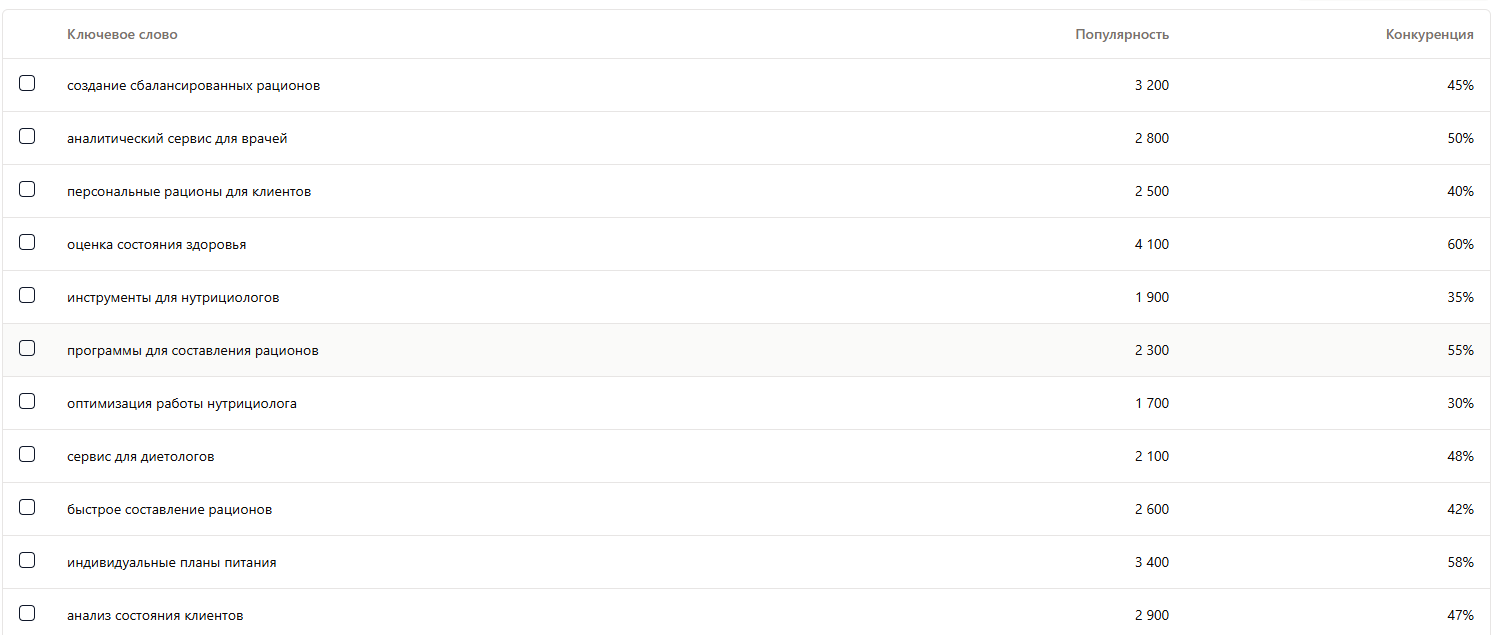 Ключевое слово Популярность Конкуренция
создание сбалансированных рационов 3 200 45%
аналитический сервис для врачей 2 800 50%
персональные рационы для клиентов 2 500 40%
оценка состояния здоровья 4 100 60%
инструменты для нутрициологов 1 900 35%
программы для составления рационов 2 300 55%
оптимизация работы нутрициолога 1 700 30%
сервис для диетологов 2 100 48%
быстрое составление рационов 2 600 42%
индивидуальные планы питания 3 400 58%
анализ состояния клиентов 2 900 47%